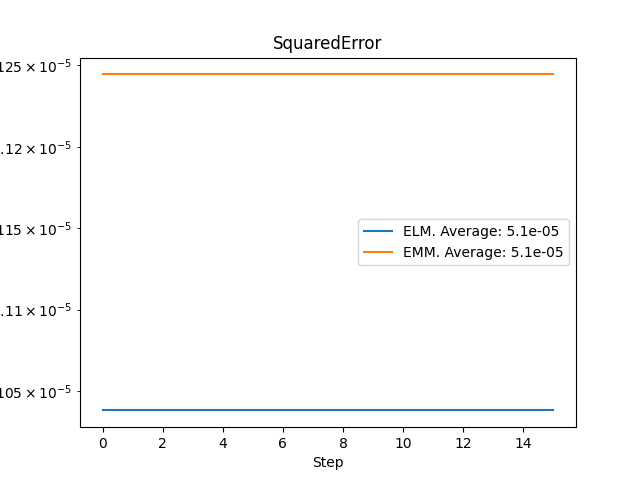 SquaredError
125 × 10⁻⁵
.12 × 10⁻⁵
115 × 10⁻⁵
.11 × 10⁻⁵
105 × 10⁻⁵
ELM. Average: 5.1e-05
EMM. Average: 5.1e-05
0 2 4 6 8 10 12 14
Step